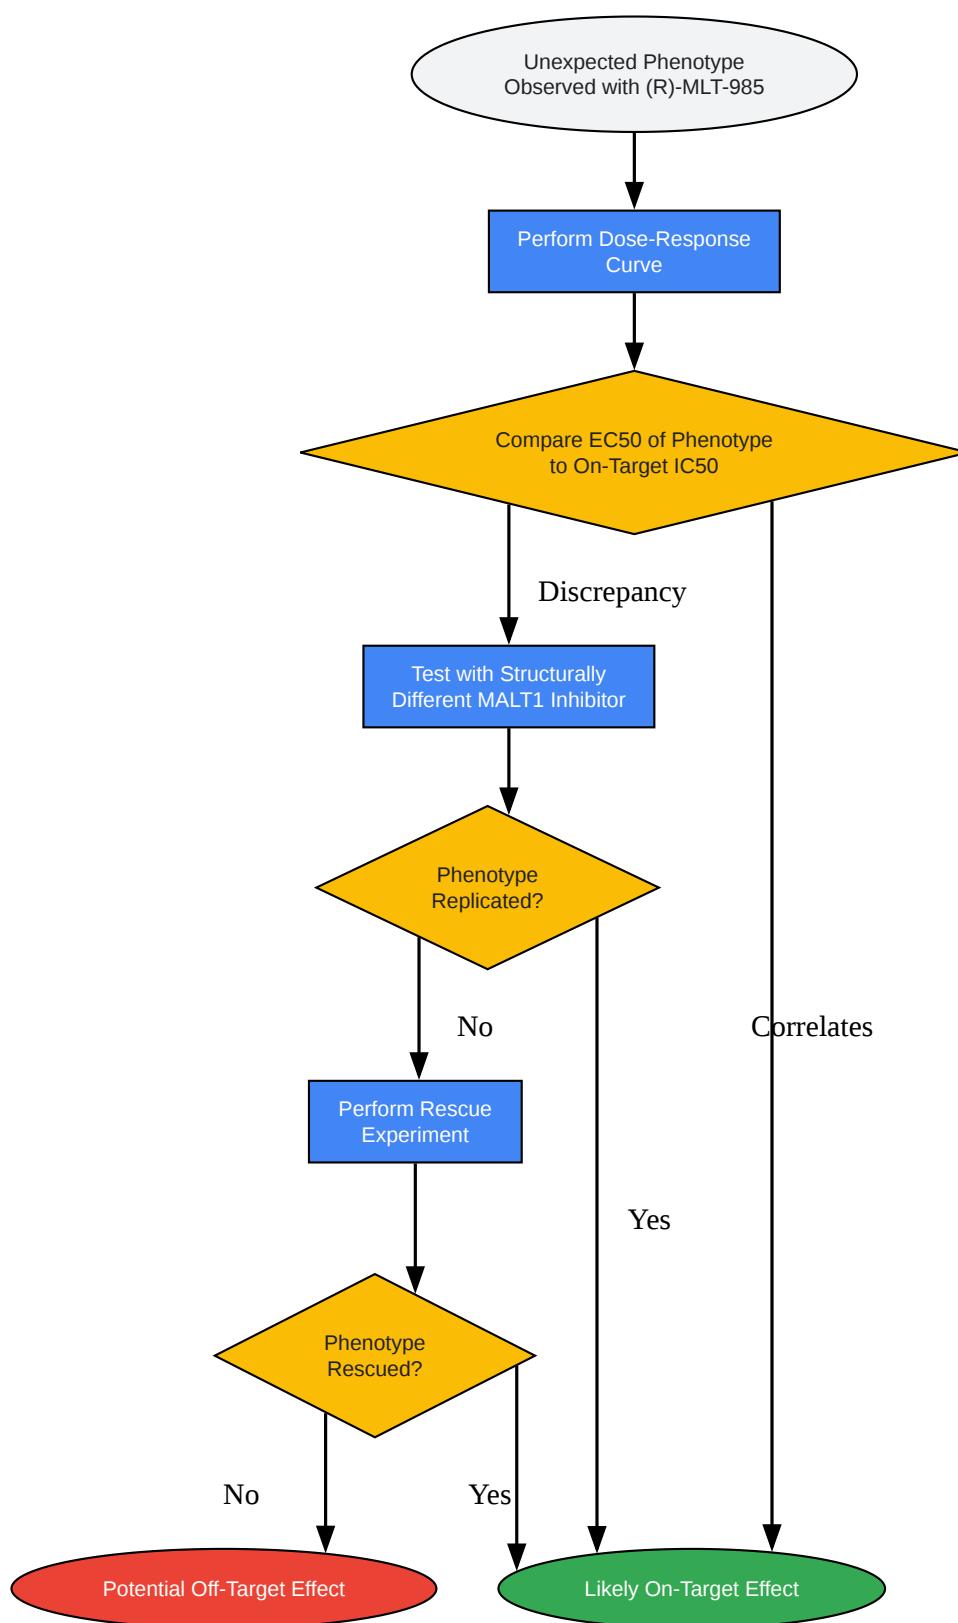 Unexpected Phenotype
Observed with (R)-MLT-985
Perform Dose-Response
Curve
Compare EC50 of Phenotype
to On-Target IC50
Discrepancy
Test with Structurally
Different MALT1 Inhibitor
Phenotype
Replicated?
No
Correlates
Perform Rescue
Experiment
Yes
Phenotype
Rescued?
No
Yes
Potential Off-Target Effect
Likely On-Target Effect